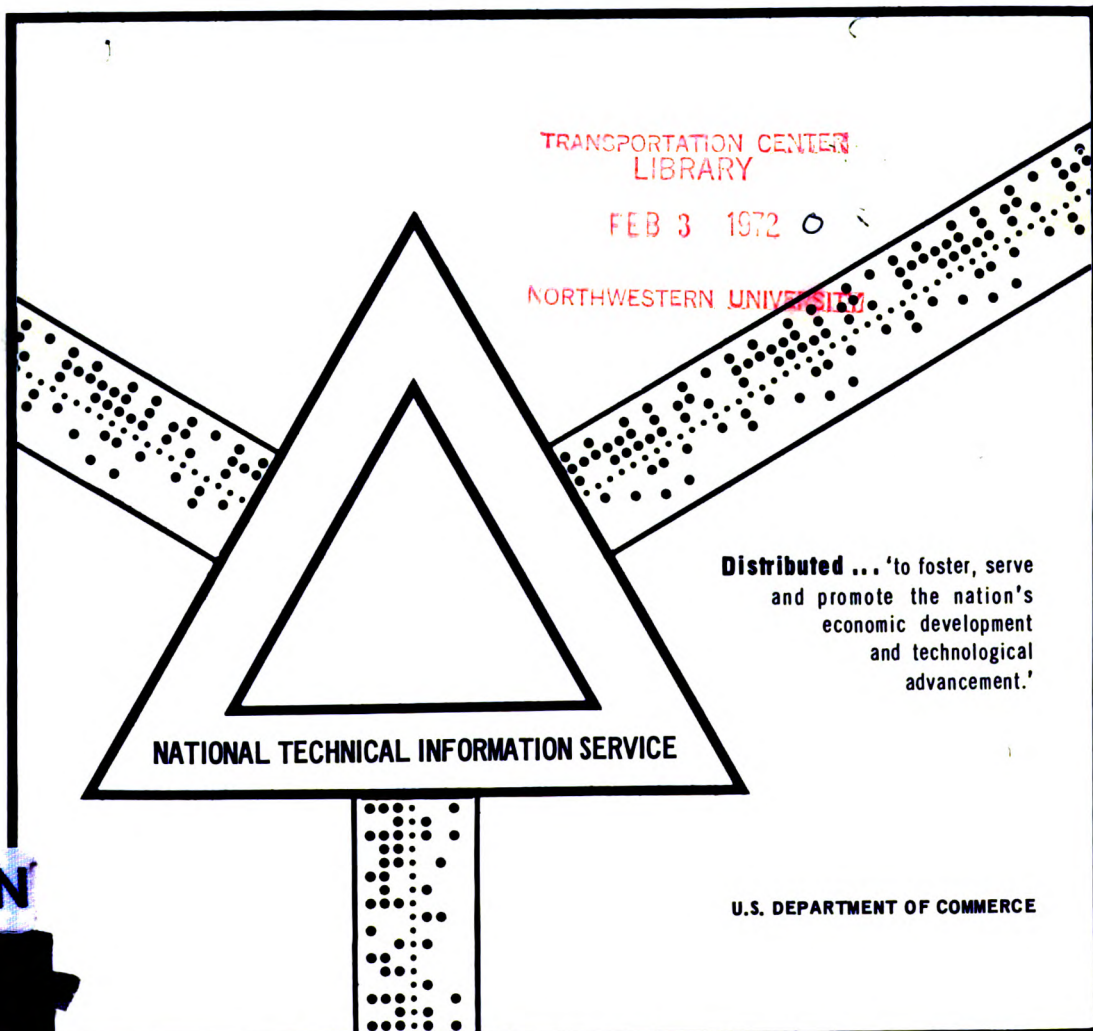 TRANSPORTATION CENTER
LIBRARY
FEB 3 1972
NORTHWESTERN UNIVERSITY
Distributed ... 'to foster, serve
and promote the nation's
economic development
and technological
advancement.'
NATIONAL TECHNICAL INFORMATION SERVICE
U.S. DEPARTMENT OF COMMERCE
N